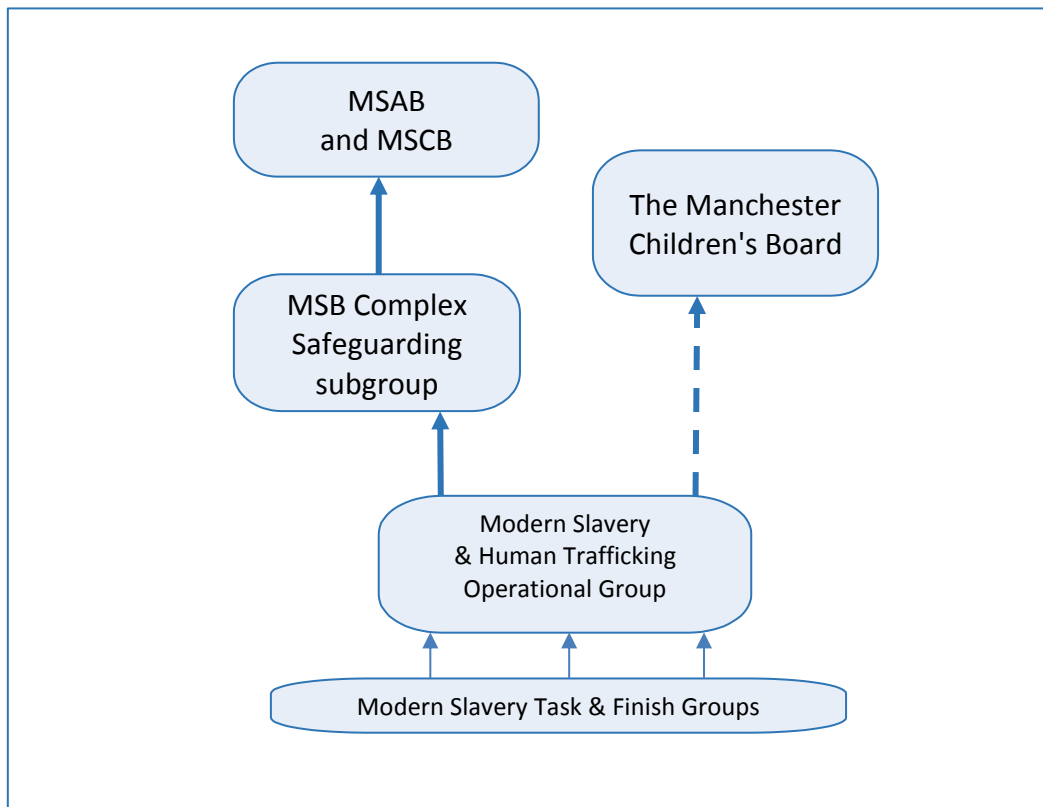 MSAB
and MSCB
The Manchester
Children's Board
MSB Complex
Safeguarding
subgroup
Modern Slavery
& Human Trafficking
Operational Group
Modern Slavery Task & Finish Groups